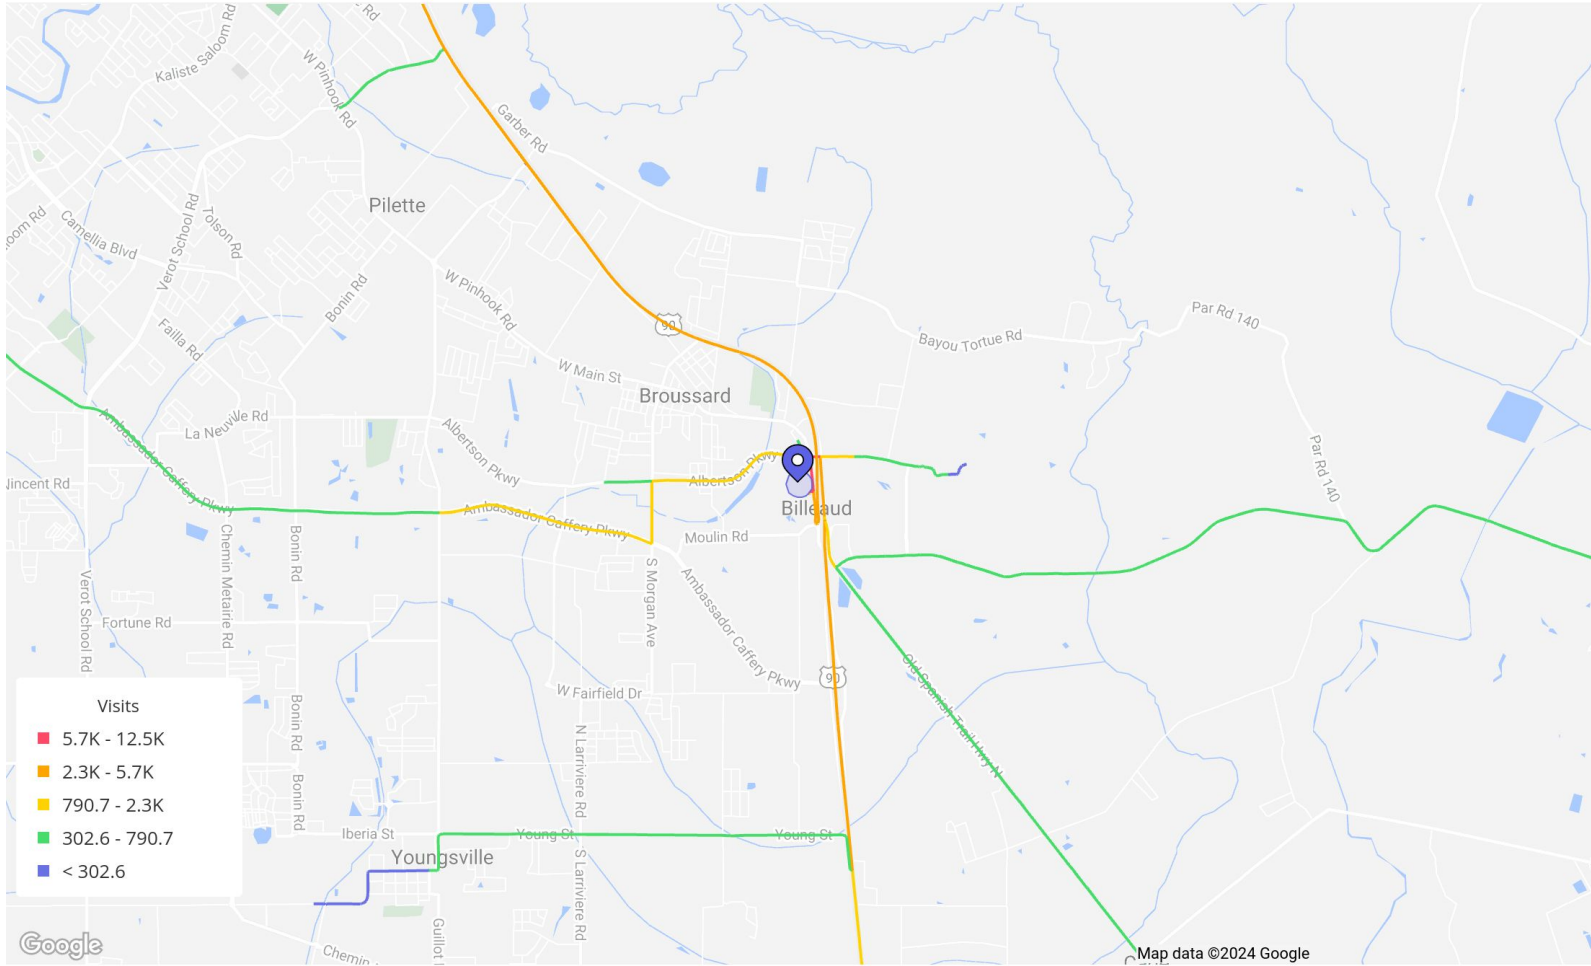 Rd
Kaliste Saloom Rd
W Pinhook Rd
Garber Rd
Pilette
Camellia Blvd
Verot School Rd
Tolson Rd
oom Rd
Bonin Rd
W Pinhook Rd
Failla Rd
90
Par Rd 140
Bayou Tortue Rd
W Main St
Broussard
La Neuville Rd
Ambassador Caffery Pkwy
Albertson Pkwy
Albertson Pkwy
Par Rd 140
Vincent Rd
Billeaud
Ambassador Caffery Pkwy
Moulin Rd
Chemin Metairie Rd
Bonin Rd
Verot School Rd
S Morgan Ave
Ambassador Caffery Pkwy
Fortune Rd
90
W Fairfield Dr
Old Spanish Trail Hwy N
Bonin Rd
N Larriviere Rd
Visits
5.7K - 12.5K
2.3K - 5.7K
790.7 - 2.3K
302.6 - 790.7
< 302.6
Bonin Rd
Iberia St
Young St
Young St
Youngsville
S Larriviere Rd
Guillot
Chemin
Google
Map data ©2024 Google